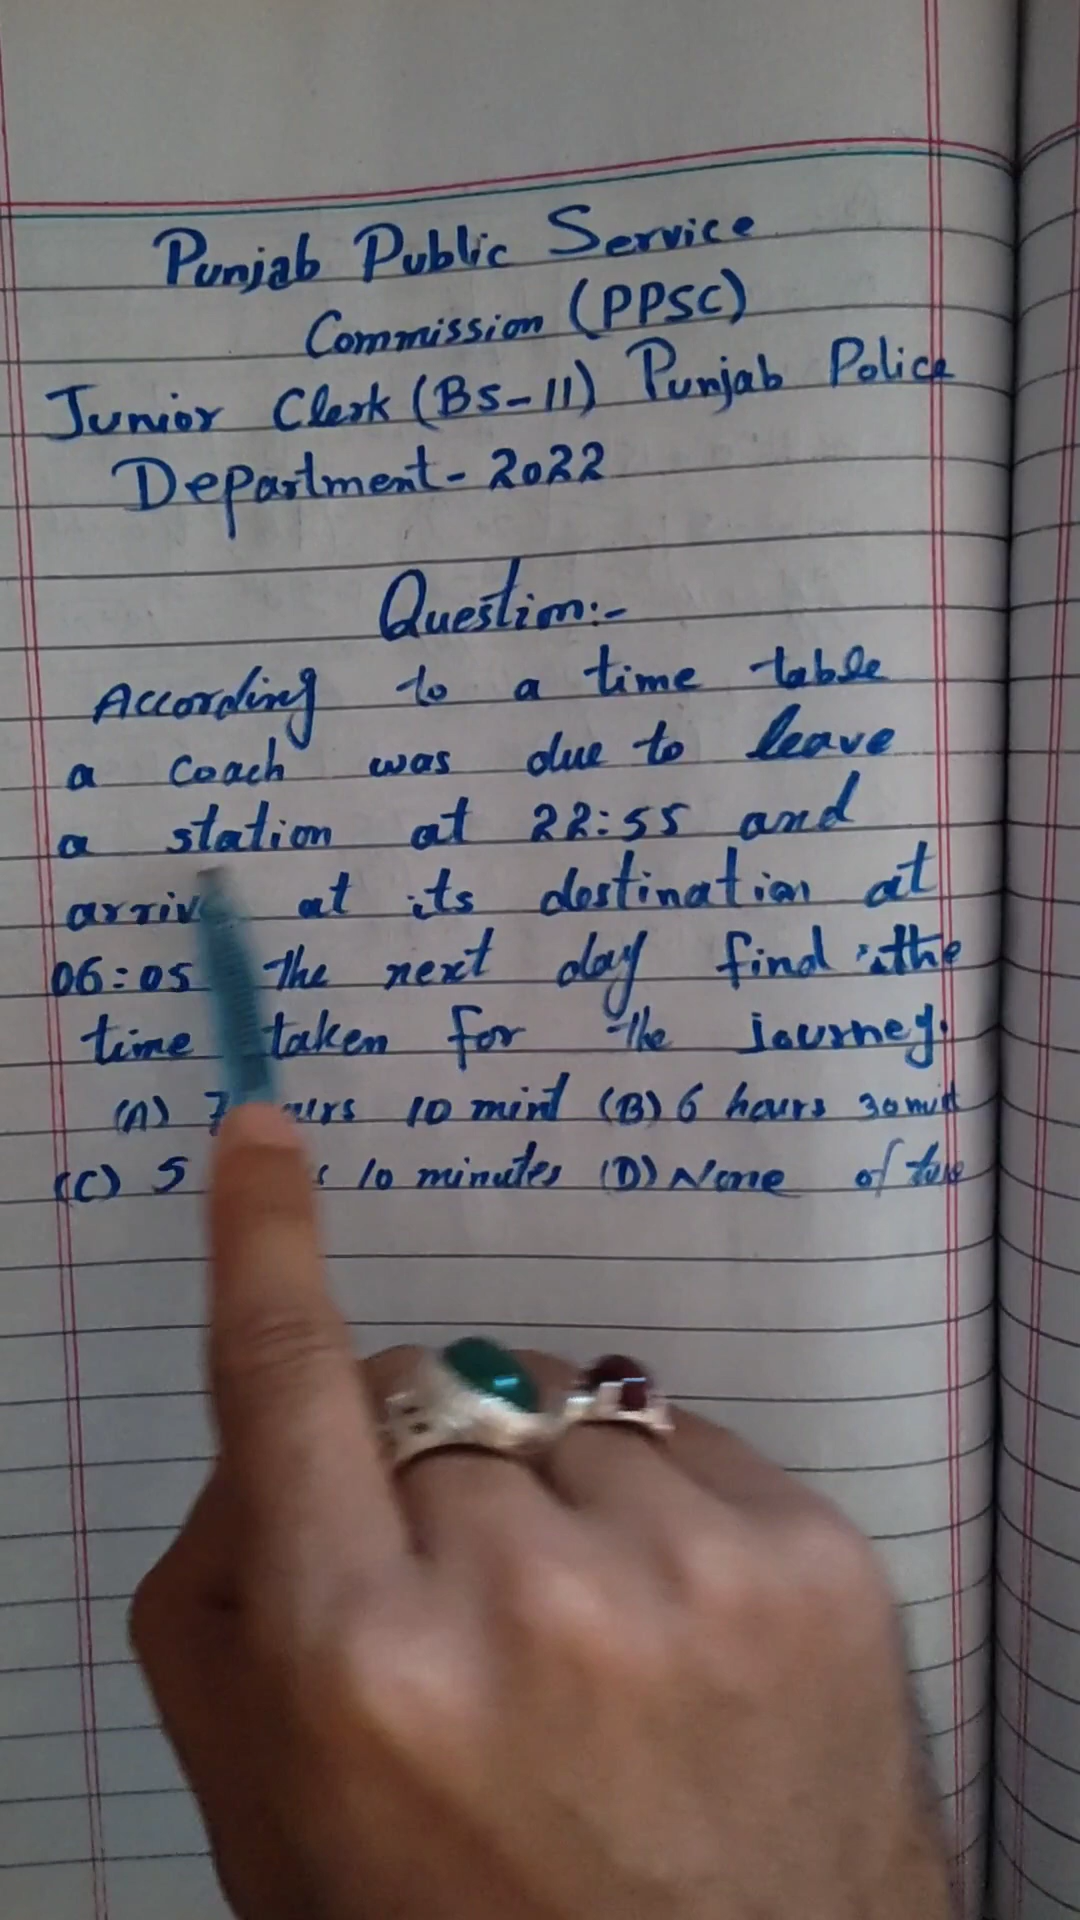 Punjab Public Service
Commission (PPSC)
Junior Clerk (BS-11) Punjab Police
Department - 2022
Question:-
According to a time table
a coach was due to leave
a station at 22:55 and
arrive at its destination at
06:05 the next day find the
time taken for the journey.
(A) 10 mint (B) 6 hours 30 mint
(C) 5 10 minutes (D) None of